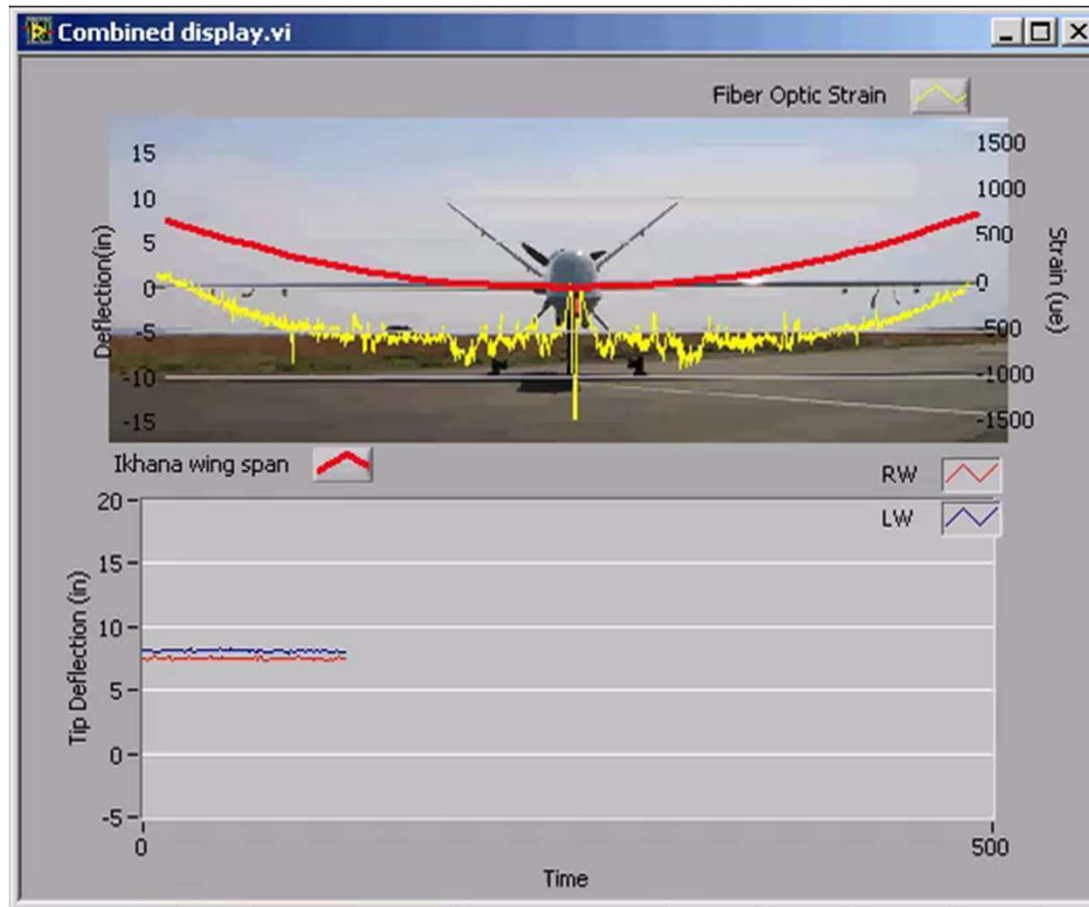 Combined display.vi
Fiber Optic Strain
15
10
5
0
-5
-10
-15
Deflection(in)
1500
1000
500
0
-500
-1000
-1500
Strain (ue)
Ikhana wing span
RW
LW
20
15
10
5
0
-5
Tip Deflection (in)
0
500
Time